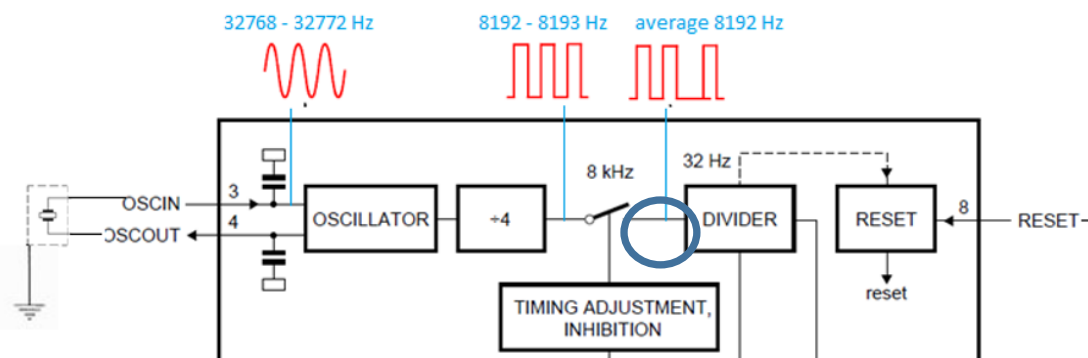 32768 - 32772 Hz
8192 - 8193 Hz
average 8192 Hz
8 kHz
32 Hz
3
OSCIN
4
OSCOUT
OSCILLATOR
÷4
DIVIDER
RESET
8
RESET
reset
TIMING ADJUSTMENT,
INHIBITION